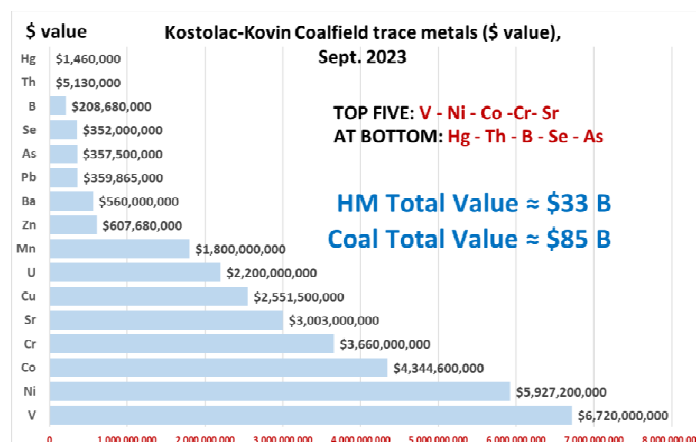 $ value
Kostolac-Kovin Coalfield trace metals ($ value),
Sept. 2023
Hg $1,460,000
Th $5,130,000
B $208,680,000
TOP FIVE: V - Ni - Co -Cr- Sr
Se $352,000,000
AT BOTTOM: Hg - Th - B - Se - As
As $357,500,000
Pb $359,865,000
Ba $560,000,000
HM Total Value ≈ $33 B
Zn $607,680,000
Coal Total Value ≈ $85 B
Mn $1,800,000,000
U $2,200,000,000
Cu $2,551,500,000
Sr $3,003,000,000
Cr $3,660,000,000
Co $4,344,600,000
Ni $5,927,200,000
V $6,720,000,000
0 1,000,000,000 2,000,000,000 3,000,000,000 4,000,000,000 5,000,000,000 6,000,000,000 7,000,000,000